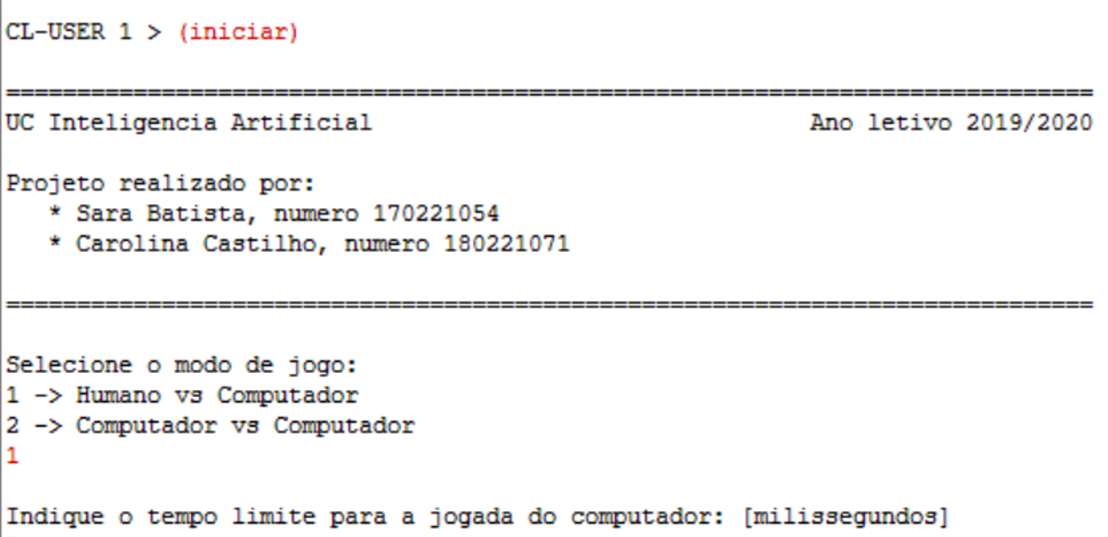 CL-USER 1 > (iniciar)
============================================================================
UC Inteligencia Artificial Ano letivo 2019/2020
Projeto realizado por:
* Sara Batista, numero 170221054
* Carolina Castilho, numero 180221071
============================================================================
Selecione o modo de jogo:
1 -> Humano vs Computador
2 -> Computador vs Computador
1
Indique o tempo limite para a jogada do computador: [milissegundos]